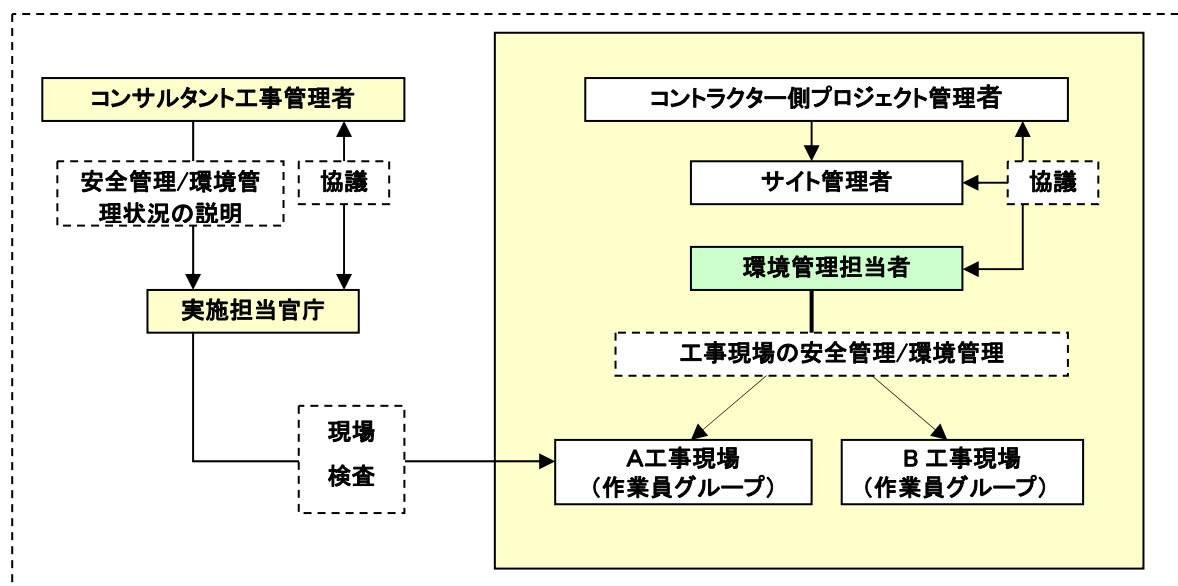 コンサルタント工事管理者
安全管理/環境管
理状況の説明
協議
実施担当官庁
現場
検査
コントラクター側プロジェクト管理者
サイト管理者
協議
環境管理担当者
工事現場の安全管理/環境管理
A工事現場
（作業員グループ）
B 工事現場
（作業員グループ）